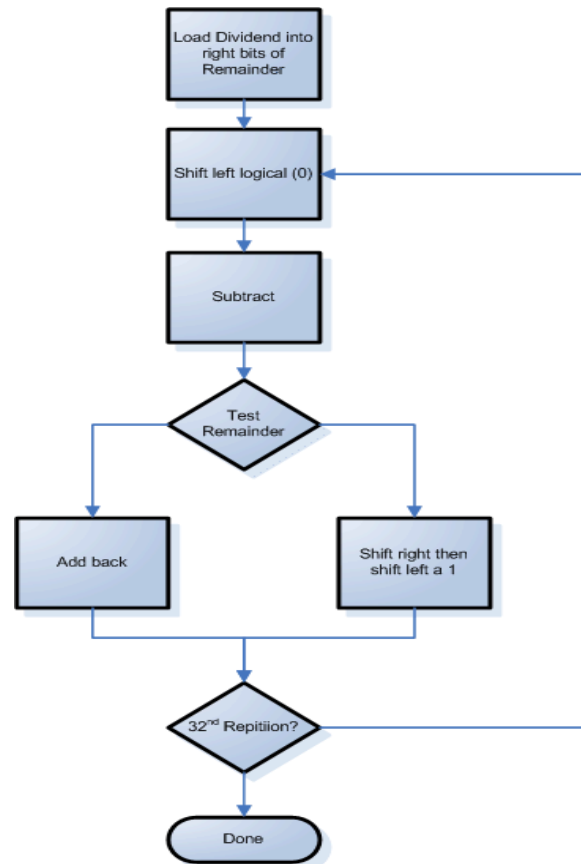 Load Dividend into
right bits of
Remainder
Shift left logical (0)
Subtract
Test
Remainder
Add back
Shift right then
shift left a 1
32nd Repitiion?
Done